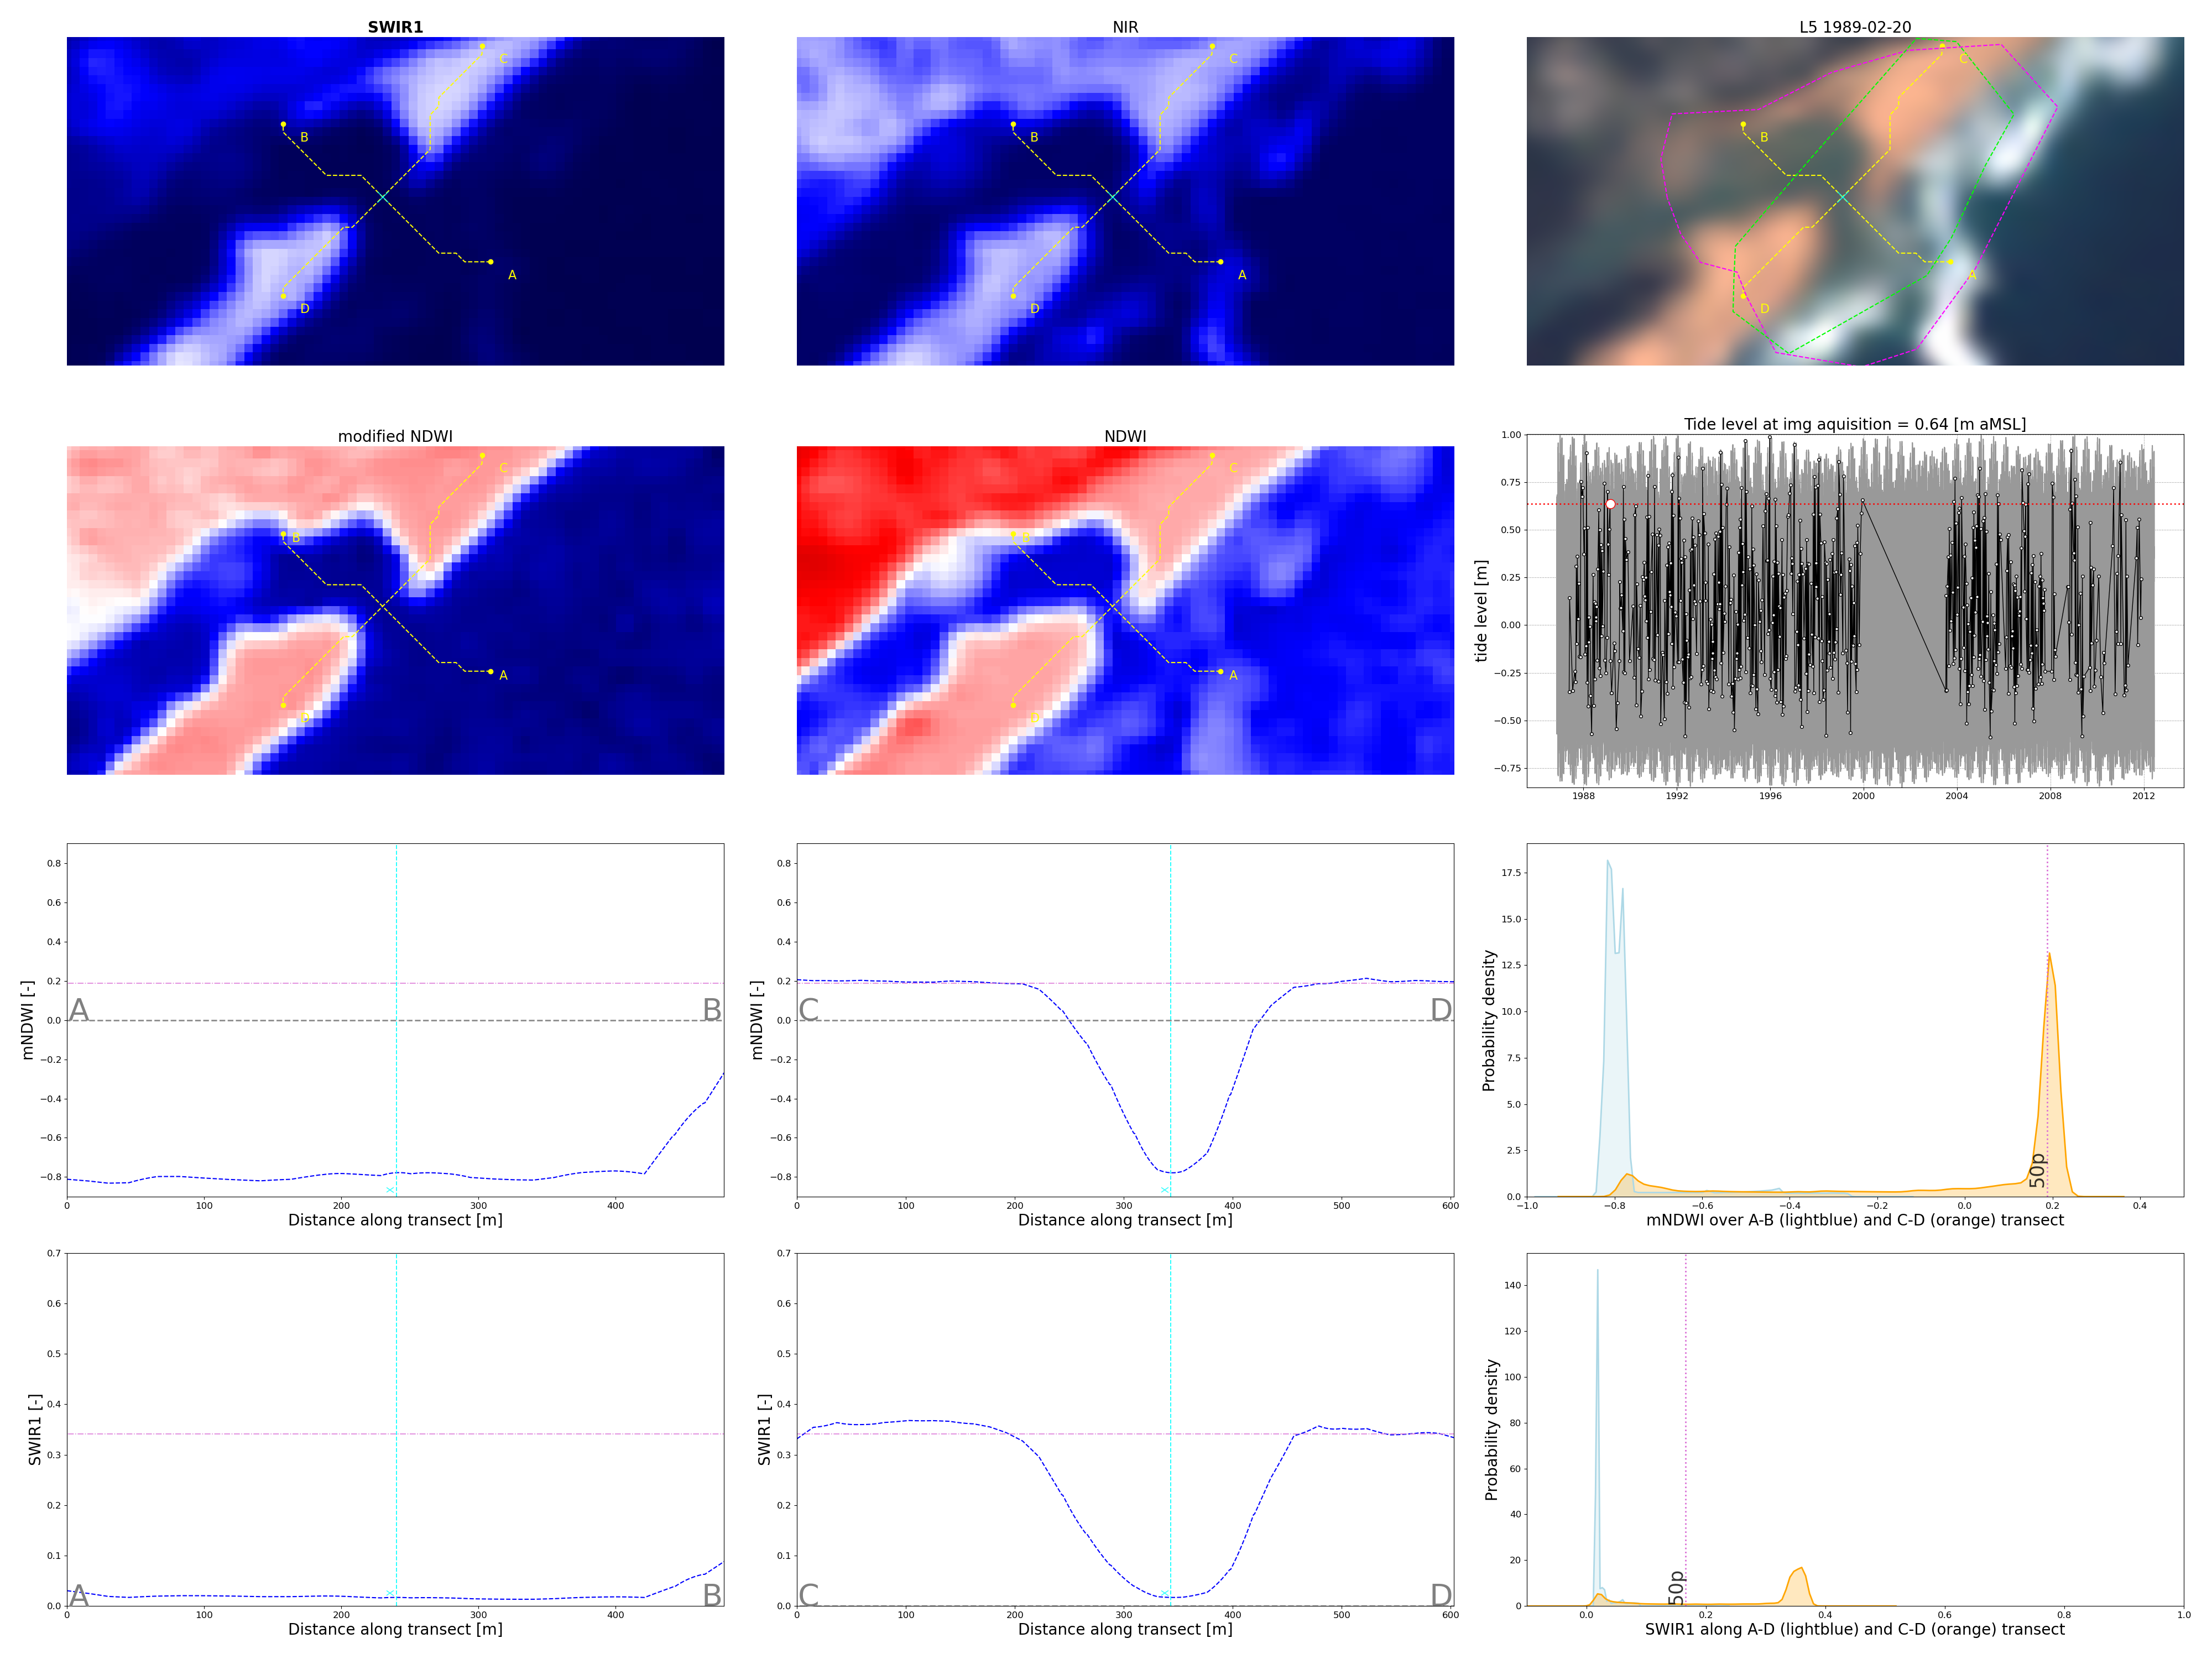 SWIR1
NIR
L5 1989-02-20
C
B
A
D
C
B
A
D
C
B
A
D
modified NDWI
NDWI
Tide level at img aquisition = 0.64 [m aMSL]
C
B
A
D
C
B
A
D
tide level [m]
1.00
0.75
0.50
0.25
0.00
−0.25
−0.50
−0.75
1988 1992 1996 2000 2004 2008 2012
mNDWI [-]
0.8
0.6
0.4
0.2
0.0
−0.2
−0.4
−0.6
−0.8
A B
0 100 200 300 400
Distance along transect [m]
mNDWI [-]
0.8
0.6
0.4
0.2
0.0
−0.2
−0.4
−0.6
−0.8
C D
0 100 200 300 400 500 600
Distance along transect [m]
Probability density
17.5
15.0
12.5
10.0
7.5
5.0
2.5
0.0
50p
−1.0 −0.8 −0.6 −0.4 −0.2 0.0 0.2 0.4
mNDWI over A-B (lightblue) and C-D (orange) transect
SWIR1 [-]
0.7
0.6
0.5
0.4
0.3
0.2
0.1
0.0
A B
0 100 200 300 400
Distance along transect [m]
SWIR1 [-]
0.7
0.6
0.5
0.4
0.3
0.2
0.1
0.0
C D
0 100 200 300 400 500 600
Distance along transect [m]
Probability density
140
120
100
80
60
40
20
0
50p
0.0 0.2 0.4 0.6 0.8 1.0
SWIR1 along A-D (lightblue) and C-D (orange) transect